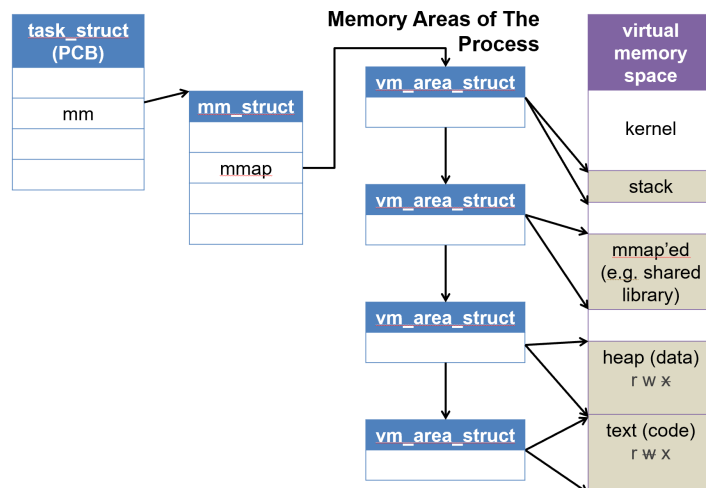 task_struct
(PCB)
mm
mm_struct
mmap
Memory Areas of The
Process
vm_area_struct
vm_area_struct
vm_area_struct
vm_area_struct
virtual
memory
space
kernel
stack
mmap’ed
(e.g. shared
library)
heap (data)
r w x
text (code)
r w x